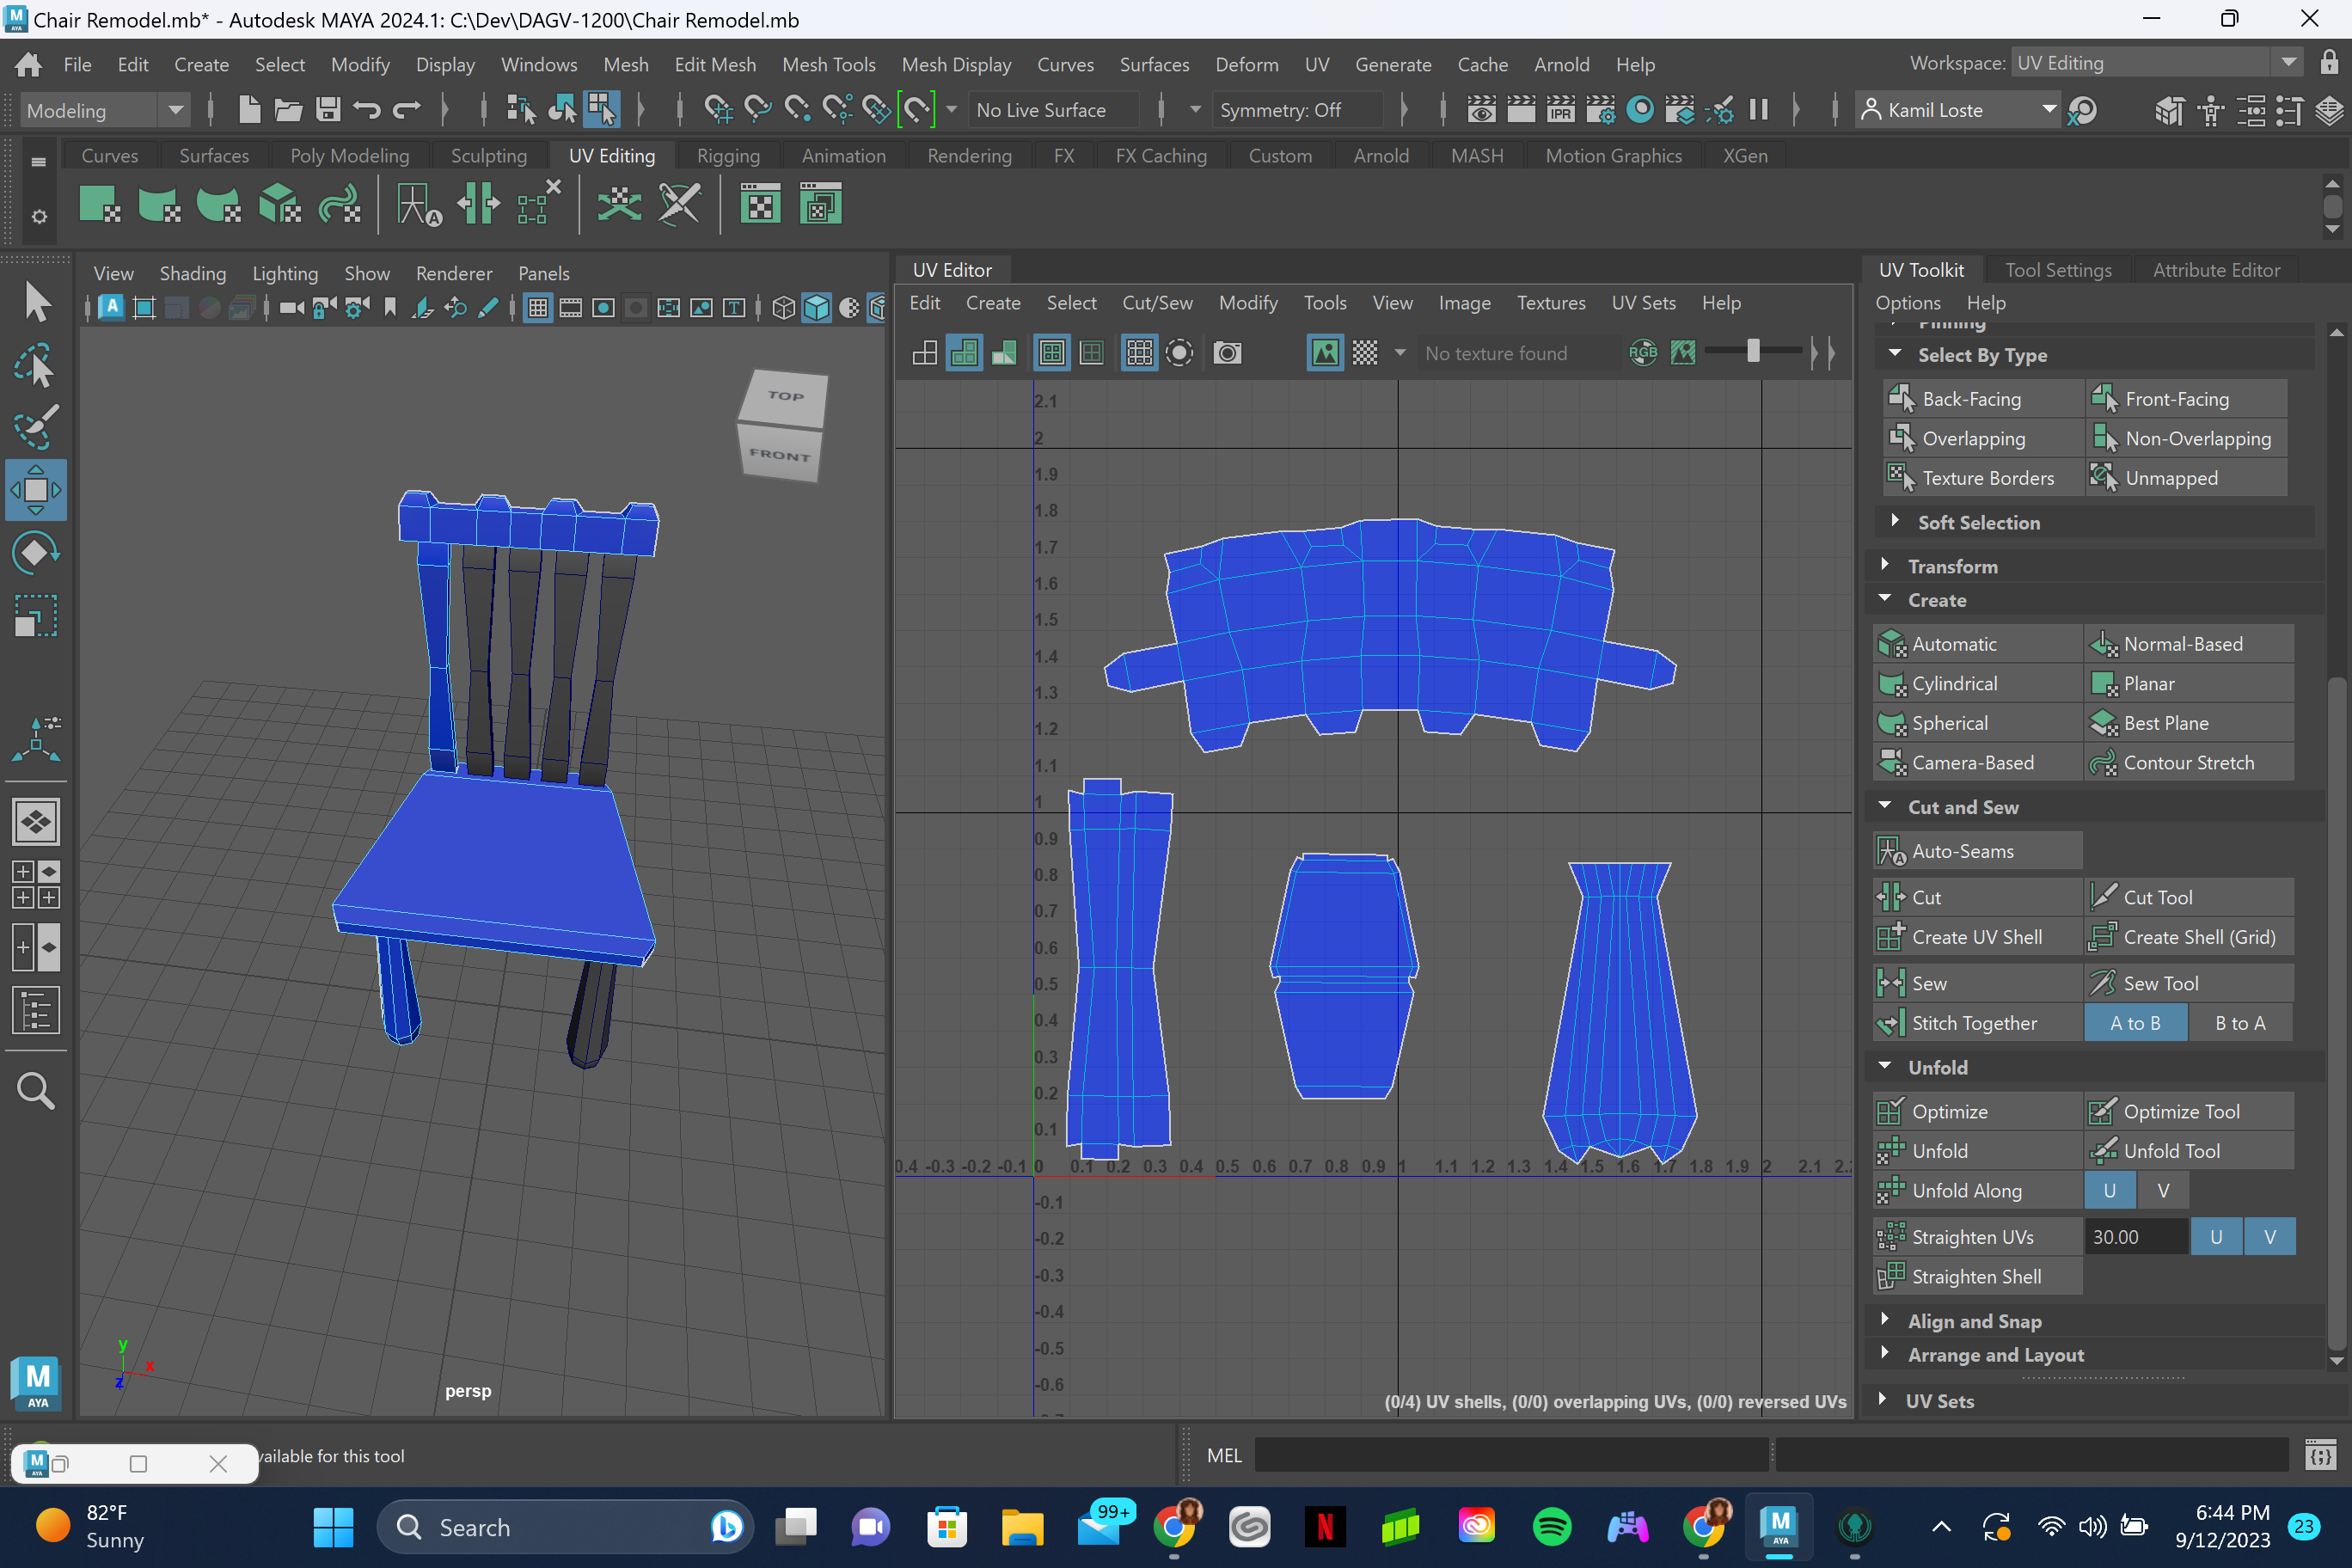 Chair Remodel.mb* - Autodesk MAYA 2024.1: C:\Dev\DAGV-1200\Chair Remodel.mb
File Edit Create Select Modify Display Windows Mesh Edit Mesh Mesh Tools Mesh Display Curves Surfaces Deform UV Generate Cache Arnold Help Workspace: UV Editing
Modeling No Live Surface Symmetry: Off IPR Kamil Loste
Curves Surfaces Poly Modeling Sculpting UV Editing Rigging Animation Rendering FX FX Caching Custom Arnold MASH Motion Graphics XGen
View Shading Lighting Show Renderer Panels
TOP
FRONT
persp
y
x
z
UV Editor
Edit Create Select Cut/Sew Modify Tools View Image Textures UV Sets Help
No texture found RGB
2.1
2
1.9
1.8
1.7
1.6
1.5
1.4
1.3
1.2
1.1
1
0.9
0.8
0.7
0.6
0.5
0.4
0.3
0.2
0.1
0.4 -0.3 -0.2 -0.1 0 0.1 0.2 0.3 0.4 0.5 0.6 0.7 0.8 0.9 1 1.1 1.2 1.3 1.4 1.5 1.6 1.7 1.8 1.9 2 2.1 2.
-0.1
-0.2
-0.3
-0.4
-0.5
-0.6
(0/4) UV shells, (0/0) overlapping UVs, (0/0) reversed UVs
UV Toolkit Tool Settings Attribute Editor
Options Help
Pinning
Select By Type
Back-Facing Front-Facing
Overlapping Non-Overlapping
Texture Borders Unmapped
Soft Selection
Transform
Create
Automatic Normal-Based
Cylindrical Planar
Spherical Best Plane
Camera-Based Contour Stretch
Cut and Sew
Auto-Seams
Cut Cut Tool
Create UV Shell Create Shell (Grid)
Sew Sew Tool
Stitch Together A to B B to A
Unfold
Optimize Optimize Tool
Unfold Unfold Tool
Unfold Along U V
Straighten UVs 30.00 U V
Straighten Shell
Align and Snap
Arrange and Layout
UV Sets
M
AYA
vailable for this tool
MEL
82°F
Sunny
Search
99+
6:44 PM
9/12/2023
23